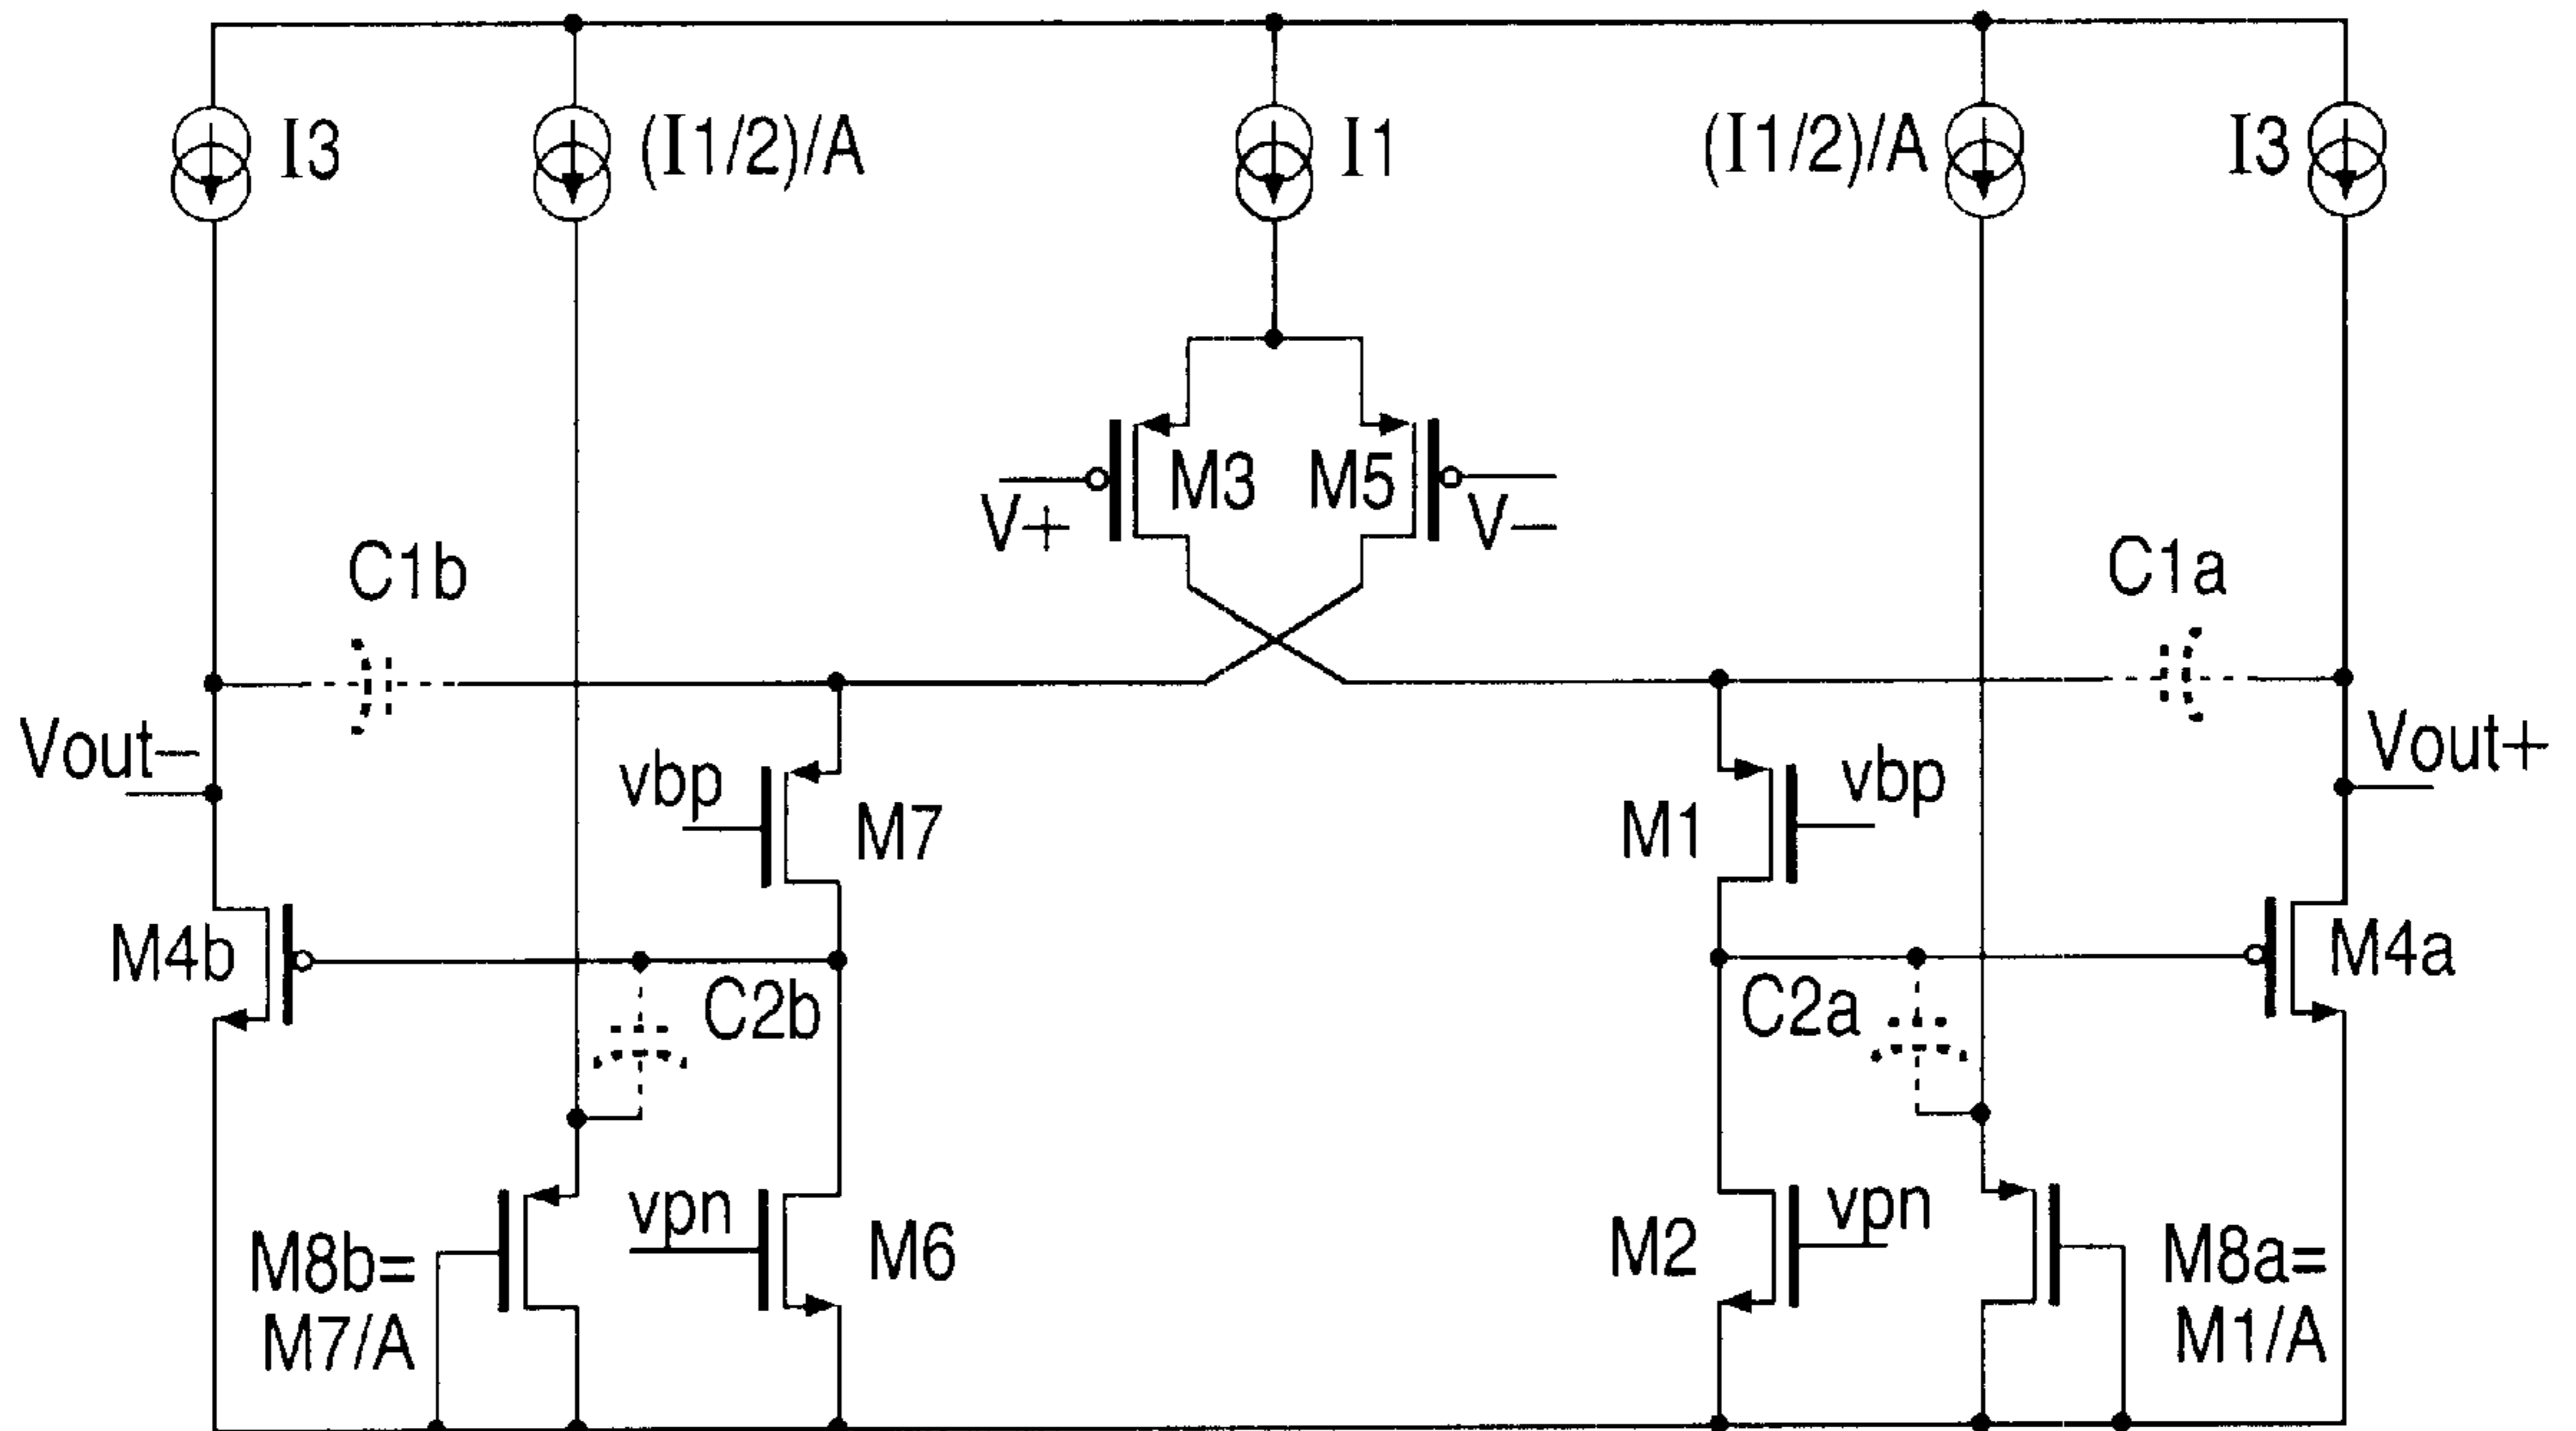 I3
(I1/2)/A
I1
(I1/2)/A
I3
M3
M5
V+
V−
C1b
C1a
Vout−
vbp
M7
M1
vbp
Vout+
M4b
C2b
C2a
M4a
vpn
M6
M2
vpn
M8b=
M7/A
M8a=
M1/A